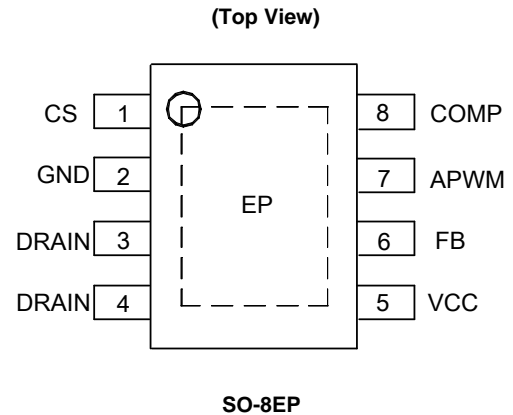 (Top View)
CS 1
GND 2
DRAIN 3
DRAIN 4
EP
8 COMP
7 APWM
6 FB
5 VCC
SO-8EP